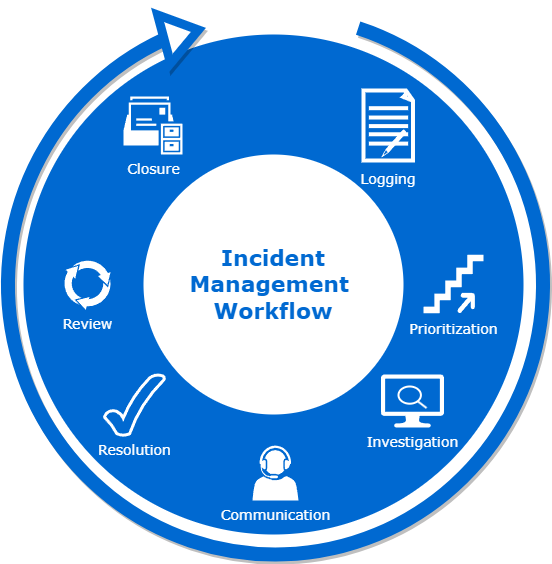 Incident
Management
Workflow
Logging
Prioritization
Investigation
Communication
Resolution
Review
Closure